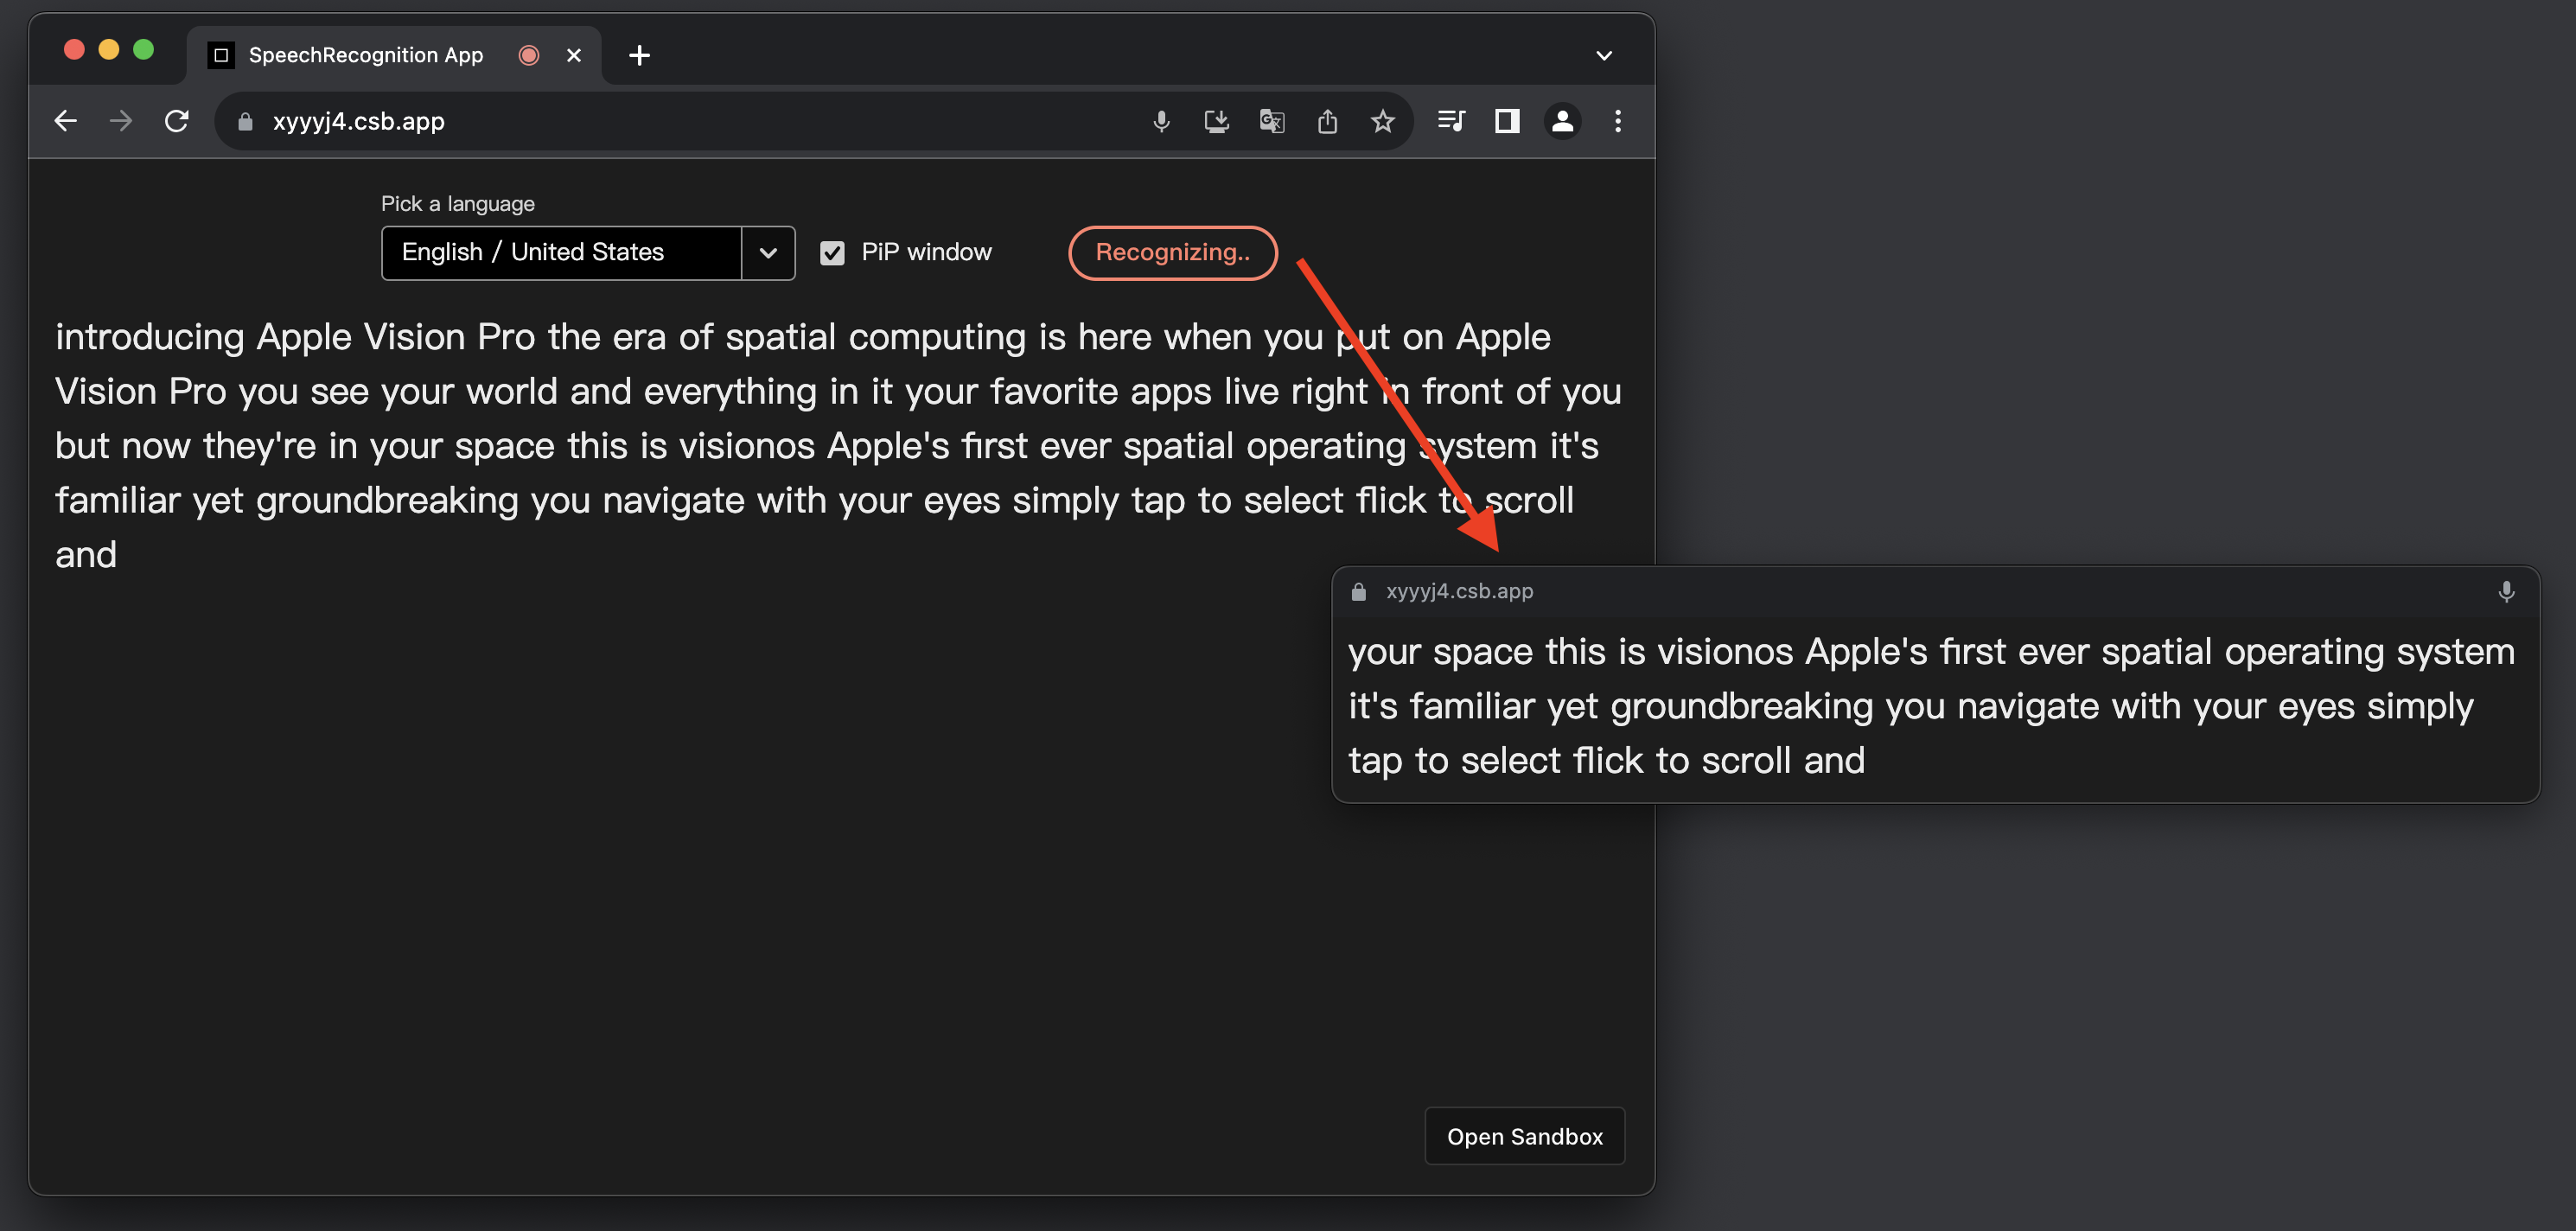 SpeechRecognition App
xyyyj4.csb.app
Pick a language
English / United States
PiP window
Recognizing..
introducing Apple Vision Pro the era of spatial computing is here when you put on Apple
Vision Pro you see your world and everything in it your favorite apps live right in front of you
but now they're in your space this is visionos Apple's first ever spatial operating system it's
familiar yet groundbreaking you navigate with your eyes simply tap to select flick to scroll
and
xyyyj4.csb.app
your space this is visionos Apple's first ever spatial operating system
it's familiar yet groundbreaking you navigate with your eyes simply
tap to select flick to scroll and
Open Sandbox